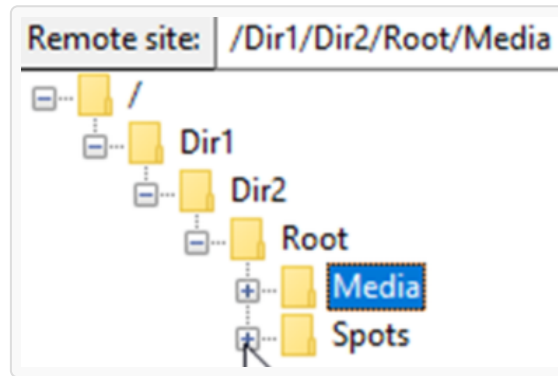 Remote site: /Dir1/Dir2/Root/Media
/
Dir1
Dir2
Root
Media
Spots